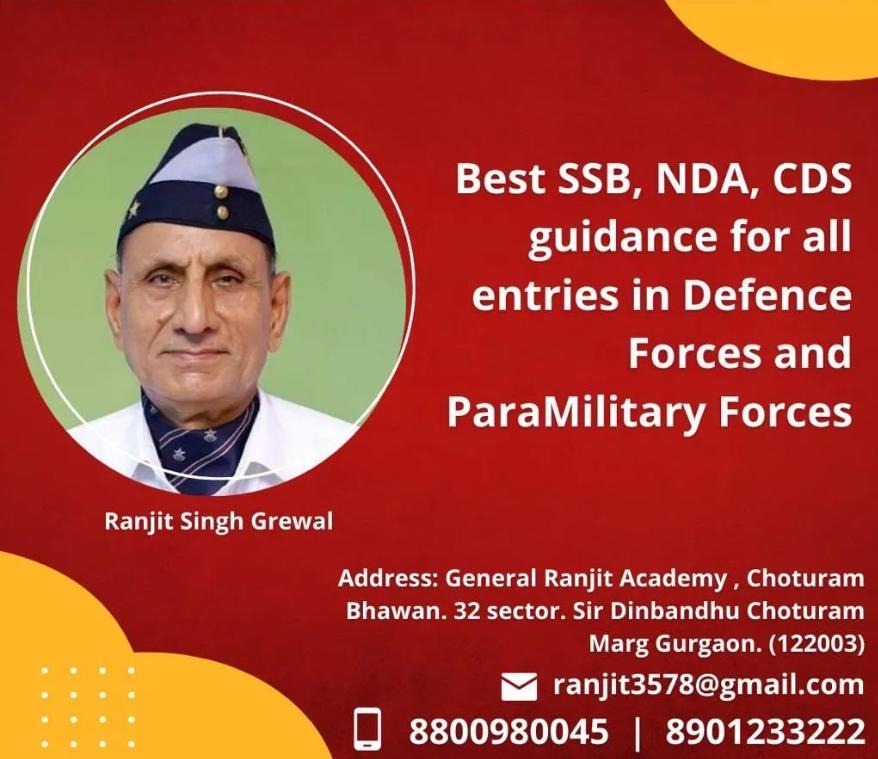 Best SSB, NDA, CDS
guidance for all
entries in Defence
Forces and
ParaMilitary Forces
Ranjit Singh Grewal
Address: General Ranjit Academy , Choturam
Bhawan. 32 sector. Sir Dinbandhu Choturam
Marg Gurgaon. (122003)
ranjit3578@gmail.com
8800980045 | 8901233222